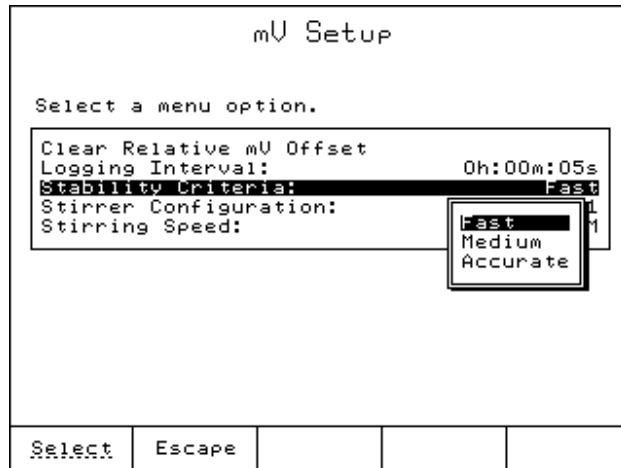 mV Setup
Select a menu option.
Clear Relative mV Offset
Logging Interval: 0h:00m:05s
Stability Criteria: Fast
Stirrer Configuration: 1
Stirring Speed: M
Fast
Medium
Accurate
Select Escape